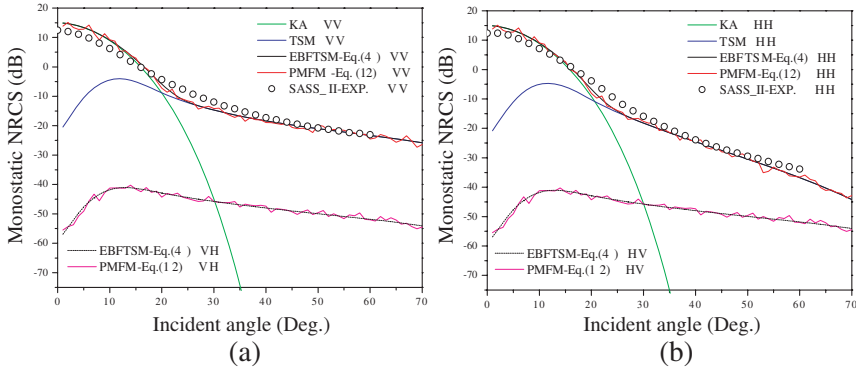 KA VV
TSM VV
EBFTSM-Eq.(4 ) VV
PMFM -Eq.(12) VV
SASS_II-EXP. V V
EBFTSM-Eq.(4 ) VH
PMFM-Eq.(1 2) VH
Monostatic NRCS (dB)
20
10
0
-10
-20
-30
-40
-50
-60
-70
0 10 20 30 40 50 60 70
Incident angle (Deg.)
(a)
KA HH
TSM HH
EBFTSM-Eq.(4) HH
PMFM-Eq.(12) HH
SASS_II-EXP. HH
EBFTSM-Eq.(4 ) HV
PMFM-Eq.(1 2) HV
Monostatic NRCS (dB)
20
10
0
-10
-20
-30
-40
-50
-60
-70
0 10 20 30 40 50 60 70
Incident angle (Deg.)
(b)